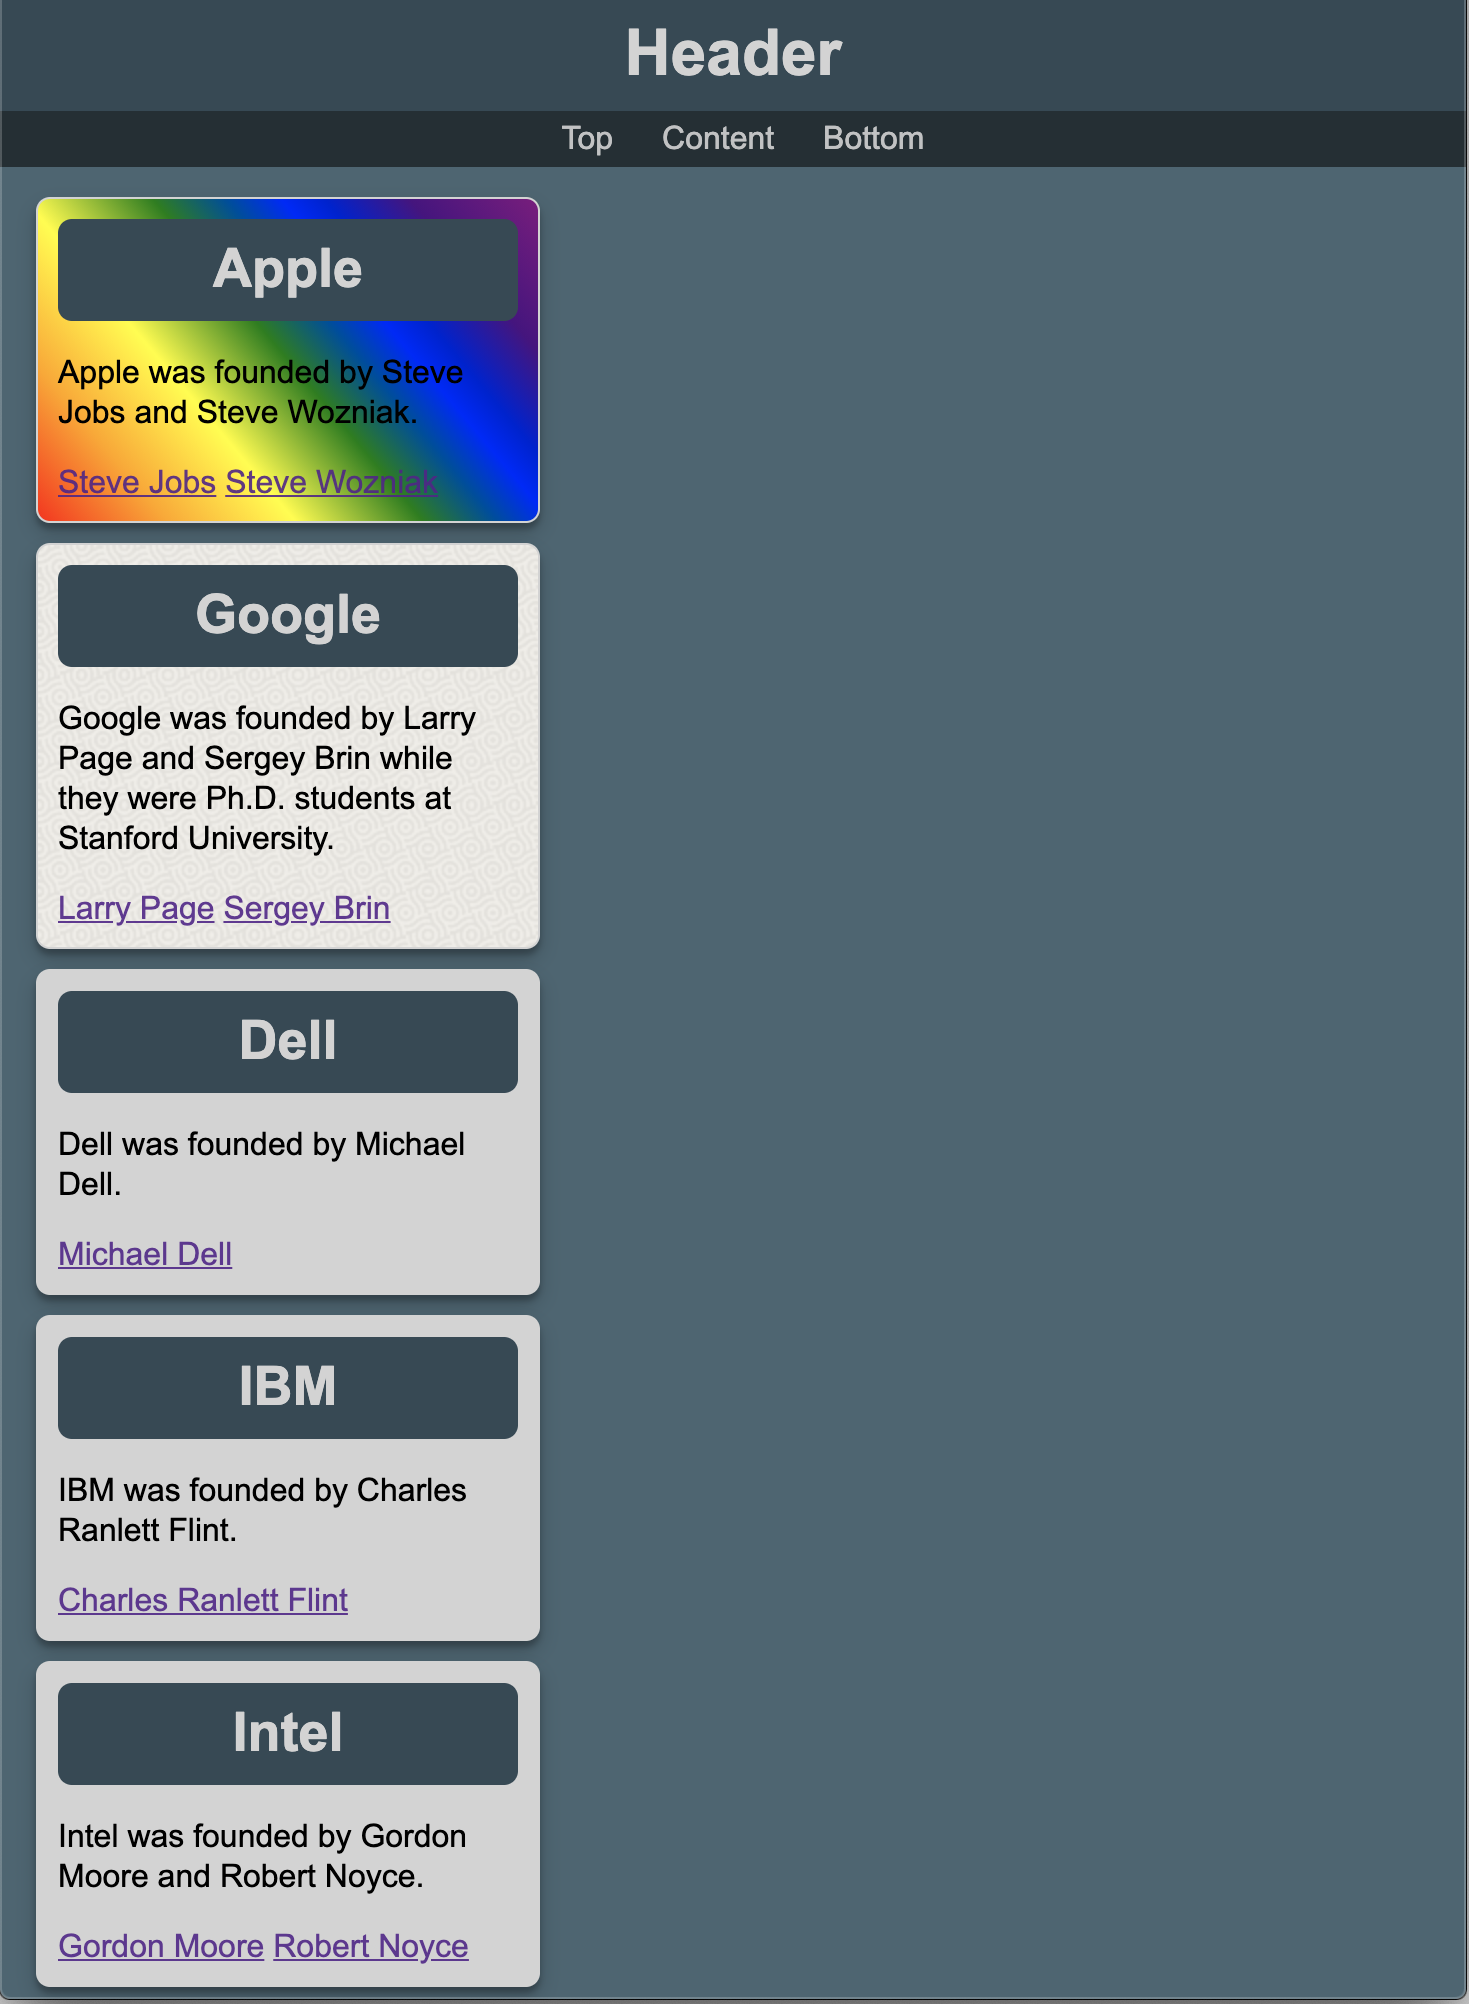 Header
Top Content Bottom
Apple
Apple was founded by Steve
Jobs and Steve Wozniak.
Steve Jobs Steve Wozniak
Google
Google was founded by Larry
Page and Sergey Brin while
they were Ph.D. students at
Stanford University.
Larry Page Sergey Brin
Dell
Dell was founded by Michael
Dell.
Michael Dell
IBM
IBM was founded by Charles
Ranlett Flint.
Charles Ranlett Flint
Intel
Intel was founded by Gordon
Moore and Robert Noyce.
Gordon Moore Robert Noyce